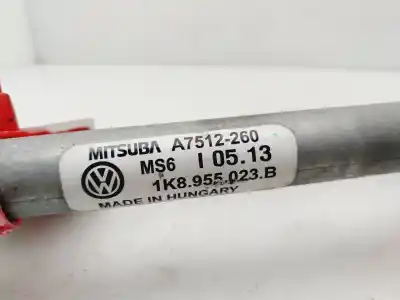 MITSUBA A7512-260
MS6 I 05.13
1K8.955.023.B
MADE IN HUNGARY